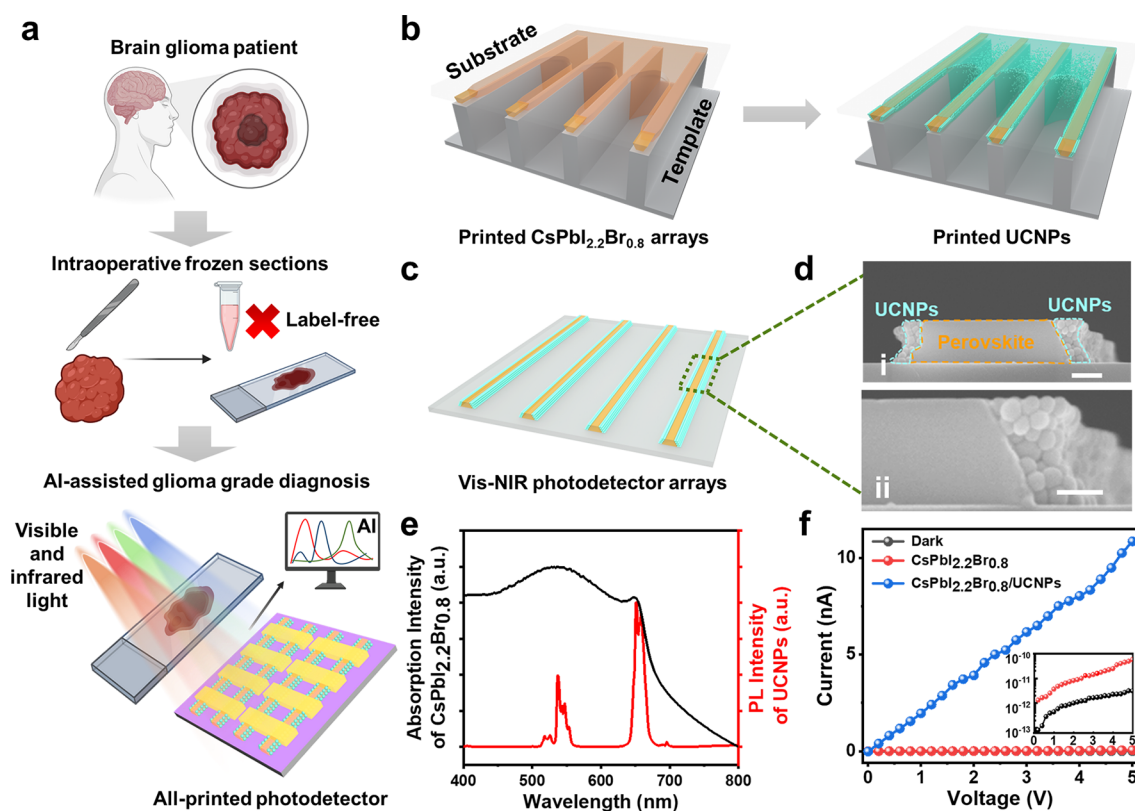 a
Brain glioma patient
Intraoperative frozen sections
Label-free
AI-assisted glioma grade diagnosis
Visible and
infrared
light
AI
All-printed photodetector
b
Substrate
Template
Printed CsPbI2.2Br0.8 arrays
Printed UCNPs
c
Vis-NIR photodetector arrays
d
UCNPs
UCNPs
Perovskite
i
ii
e
Absorption Intensity
of CsPbI2.2Br0.8 (a.u.)
PL Intensity
of UCNPs (a.u.)
400 500 600 700 800
Wavelength (nm)
f
Dark
CsPbI2.2Br0.8
CsPbI2.2Br0.8/UCNPs
Current (nA)
10
5
0
10-10
10-11
10-12
10-13
0 1 2 3 4 5
0 1 2 3 4 5
Voltage (V)